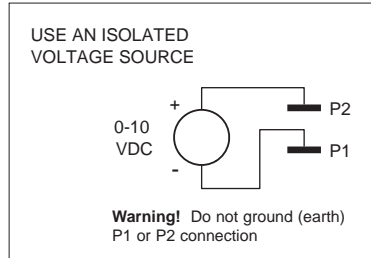 USE AN ISOLATED
VOLTAGE SOURCE
+
P2
0-10
VDC
P1
-
Warning! Do not ground (earth)
P1 or P2 connection